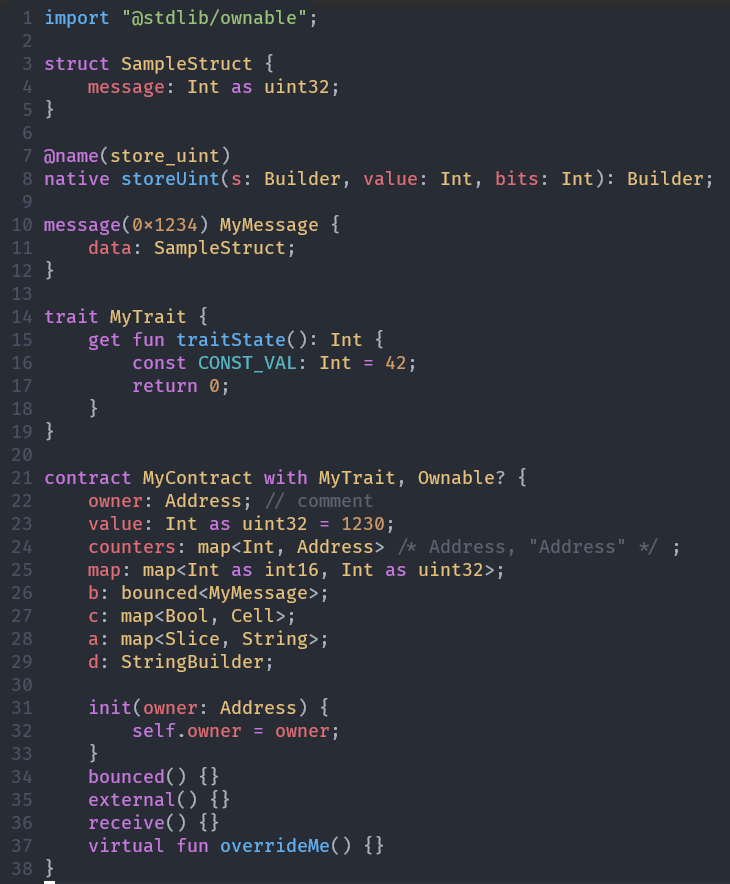 1 import "@stdlib/ownable";
2
3 struct SampleStruct {
4     message: Int as uint32;
5 }
6
7 @name(store_uint)
8 native storeUint(s: Builder, value: Int, bits: Int): Builder;
9
10 message(0x1234) MyMessage {
11     data: SampleStruct;
12 }
13
14 trait MyTrait {
15     get fun traitState(): Int {
16         const CONST_VAL: Int = 42;
17         return 0;
18     }
19 }
20
21 contract MyContract with MyTrait, Ownable? {
22     owner: Address; // comment
23     value: Int as uint32 = 1230;
24     counters: map<Int, Address> /* Address, "Address" */ ;
25     map: map<Int as int16, Int as uint32>;
26     b: bounced<MyMessage>;
27     c: map<Bool, Cell>;
28     a: map<Slice, String>;
29     d: StringBuilder;
30
31     init(owner: Address) {
32         self.owner = owner;
33     }
34     bounced() {}
35     external() {}
36     receive() {}
37     virtual fun overrideMe() {}
38 }